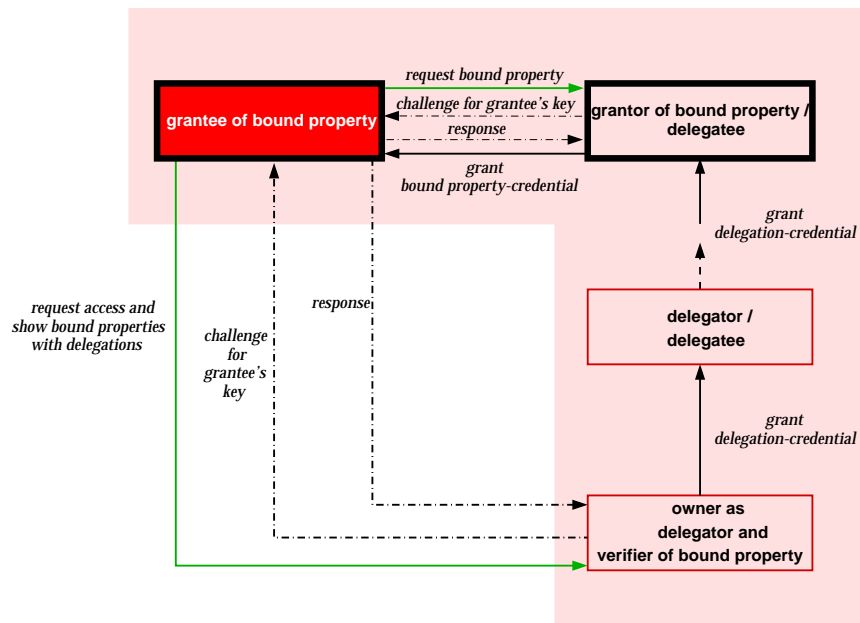 request bound property
challenge for grantee's key
response
grant
bound property-credential
grantee of bound property
grantor of bound property /
delegatee
grant
delegation-credential
delegator /
delegatee
request access and
show bound properties
with delegations
response
challenge
for
grantee's
key
grant
delegation-credential
owner as
delegator and
verifier of bound property